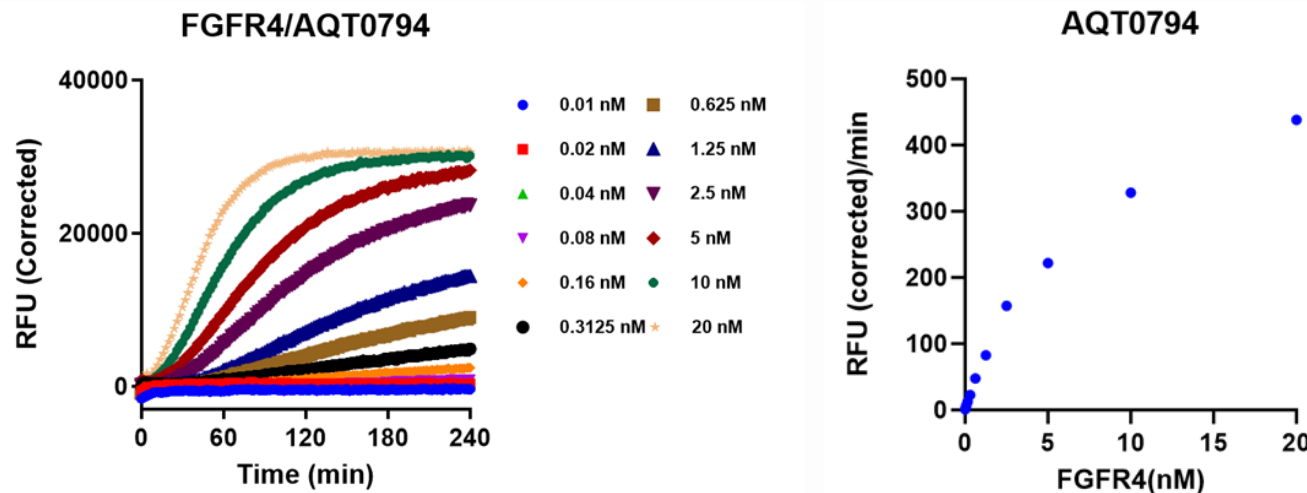 FGFR4/AQT0794
RFU (Corrected)
40000
20000
0
0 60 120 180 240
Time (min)
0.01 nM 0.625 nM
0.02 nM 1.25 nM
0.04 nM 2.5 nM
0.08 nM 5 nM
0.16 nM 10 nM
0.3125 nM 20 nM
AQT0794
RFU (corrected)/min
500
400
300
200
100
0
0 5 10 15 20
FGFR4(nM)